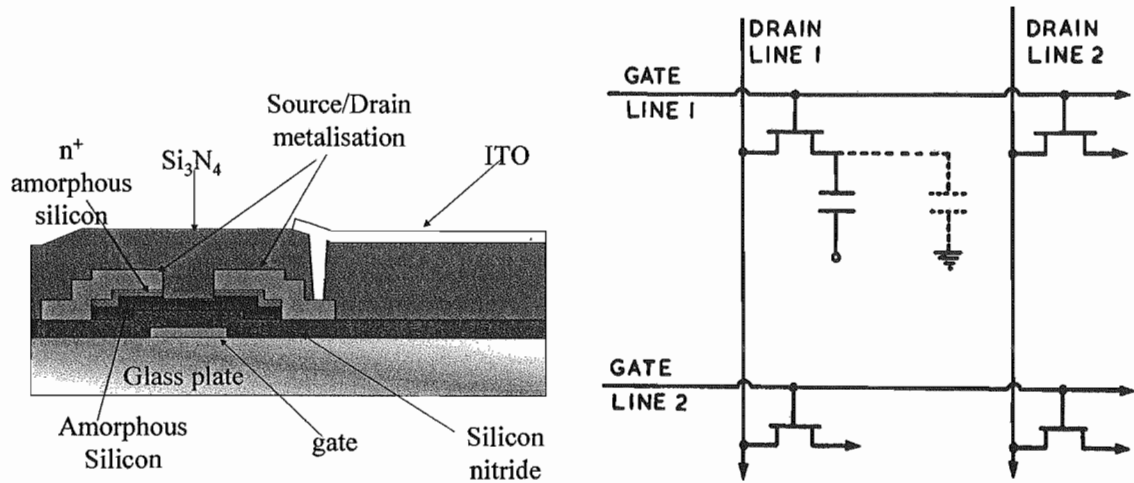 Source/Drain
metalisation
n+
amorphous
silicon
Si3N4
ITO
Glass plate
Amorphous
Silicon
gate
Silicon
nitride
DRAIN
LINE 1
DRAIN
LINE 2
GATE
LINE 1
GATE
LINE 2